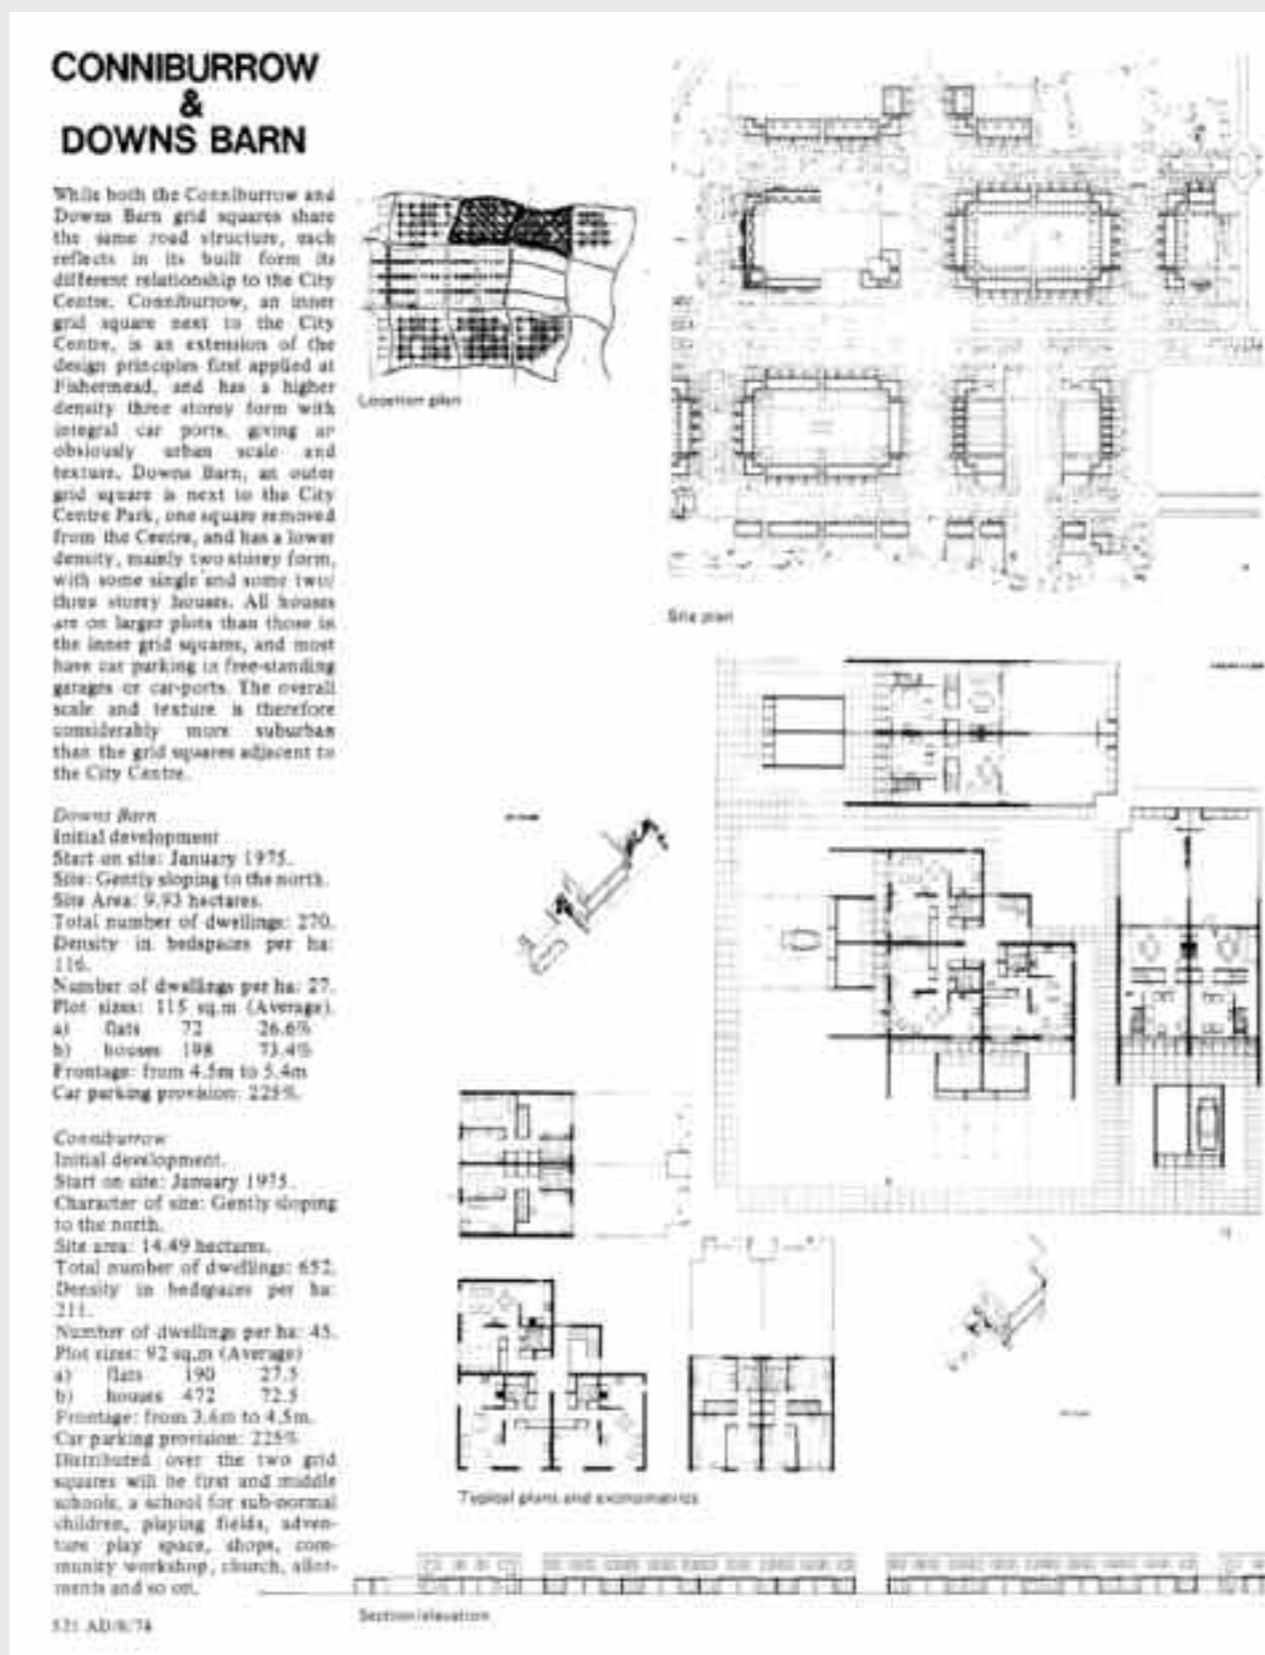 CONNIBURROW
&
DOWNS BARN
While both the Conniburrow and
Downs Barn grid squares share
the same road structure, each
reflects in its built form its
different relationship to the City
Centre. Conniburrow, an inner
grid square next to the City
Centre, is an extension of the
design principles first applied at
Fishermead, and has a higher
density three storey form with
integral car ports, giving an
obsiously urban scale and
texture. Downs Barn, an outer
grid square is next to the City
Centre Park, one square removed
from the Centre, and has a lower
density, mainly two storey form,
with some single and some two/
three storey houses. All houses
are on larger plots than those in
the inner grid squares, and most
have car parking in free-standing
garages or car-ports. The overall
scale and texture is therefore
considerably more suburban
than the grid squares adjacent to
the City Centre.
Downs Barn
Initial development
Start on site: January 1975.
Site: Gently sloping to the north.
Site Area: 9.93 hectares.
Total number of dwellings: 270.
Density in bedspaces per ha:
116.
Number of dwellings per ha: 27.
Plot sizes: 115 sq.m (Average).
a) flats 72 26.6%
b) houses 198 73.4%
Frontage: from 4.5m to 5.4m
Car parking provision: 225%.
Conniburrow
Initial development.
Start on site: January 1975.
Character of site: Gently sloping
to the north.
Site area: 14.49 hectares.
Total number of dwellings: 652.
Density in bedspaces per ha:
211.
Number of dwellings per ha: 45.
Plot sizes: 92 sq.m (Average)
a) flats 190 27.5
b) houses 472 72.5
Frontage: from 3.6m to 4.5m.
Car parking provision: 225%
Distributed over the two grid
squares will be first and middle
schools, a school for sub-normal
children, playing fields, adven-
ture play space, shops, com-
munity workshop, church, allot-
ments and so on.
521 AD/8/74
Location plan
Site plan
Typical plans and axonometrics
Section/elevation